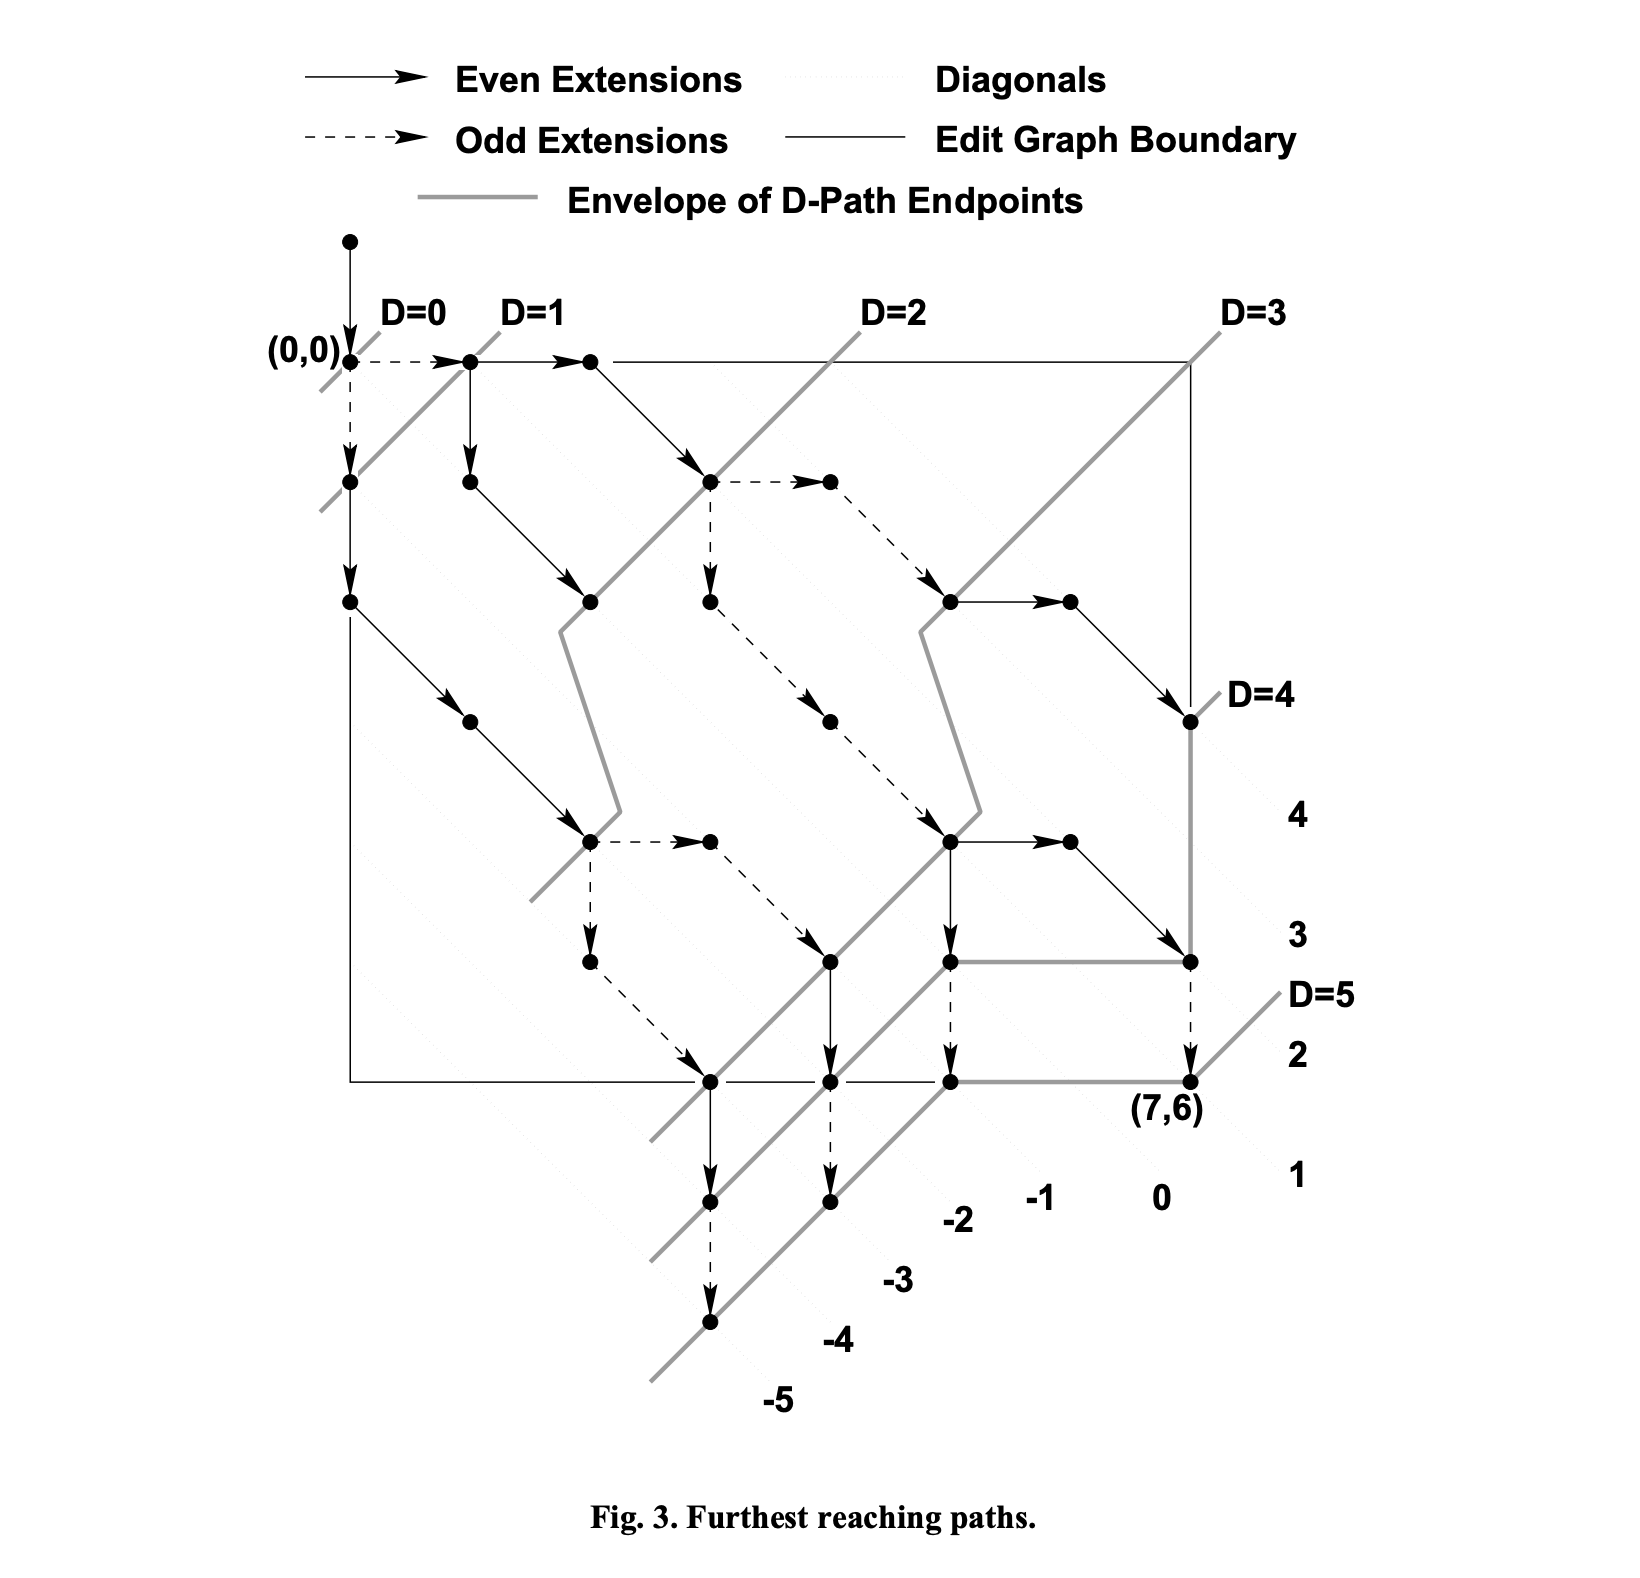 Even Extensions Diagonals
Odd Extensions Edit Graph Boundary
Envelope of D-Path Endpoints
D=0 D=1 D=2 D=3
(0,0)
D=4
4
3
D=5
2
(7,6)
1
0
-1
-2
-3
-4
-5
Fig. 3. Furthest reaching paths.